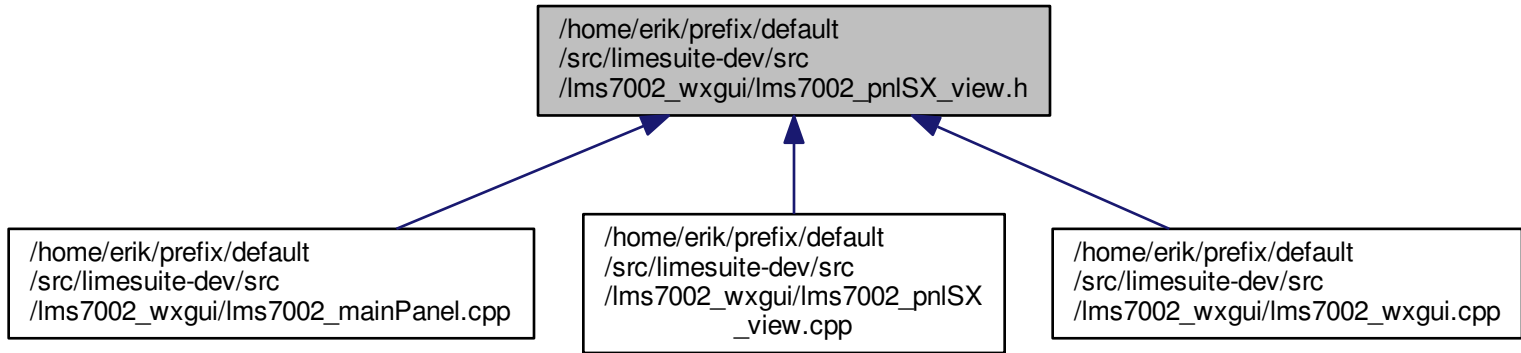 /home/erik/prefix/default
/src/limesuite-dev/src
/lms7002_wxgui/lms7002_pnlSX_view.h
/home/erik/prefix/default
/src/limesuite-dev/src
/lms7002_wxgui/lms7002_mainPanel.cpp
/home/erik/prefix/default
/src/limesuite-dev/src
/lms7002_wxgui/lms7002_pnlSX
_view.cpp
/home/erik/prefix/default
/src/limesuite-dev/src
/lms7002_wxgui/lms7002_wxgui.cpp